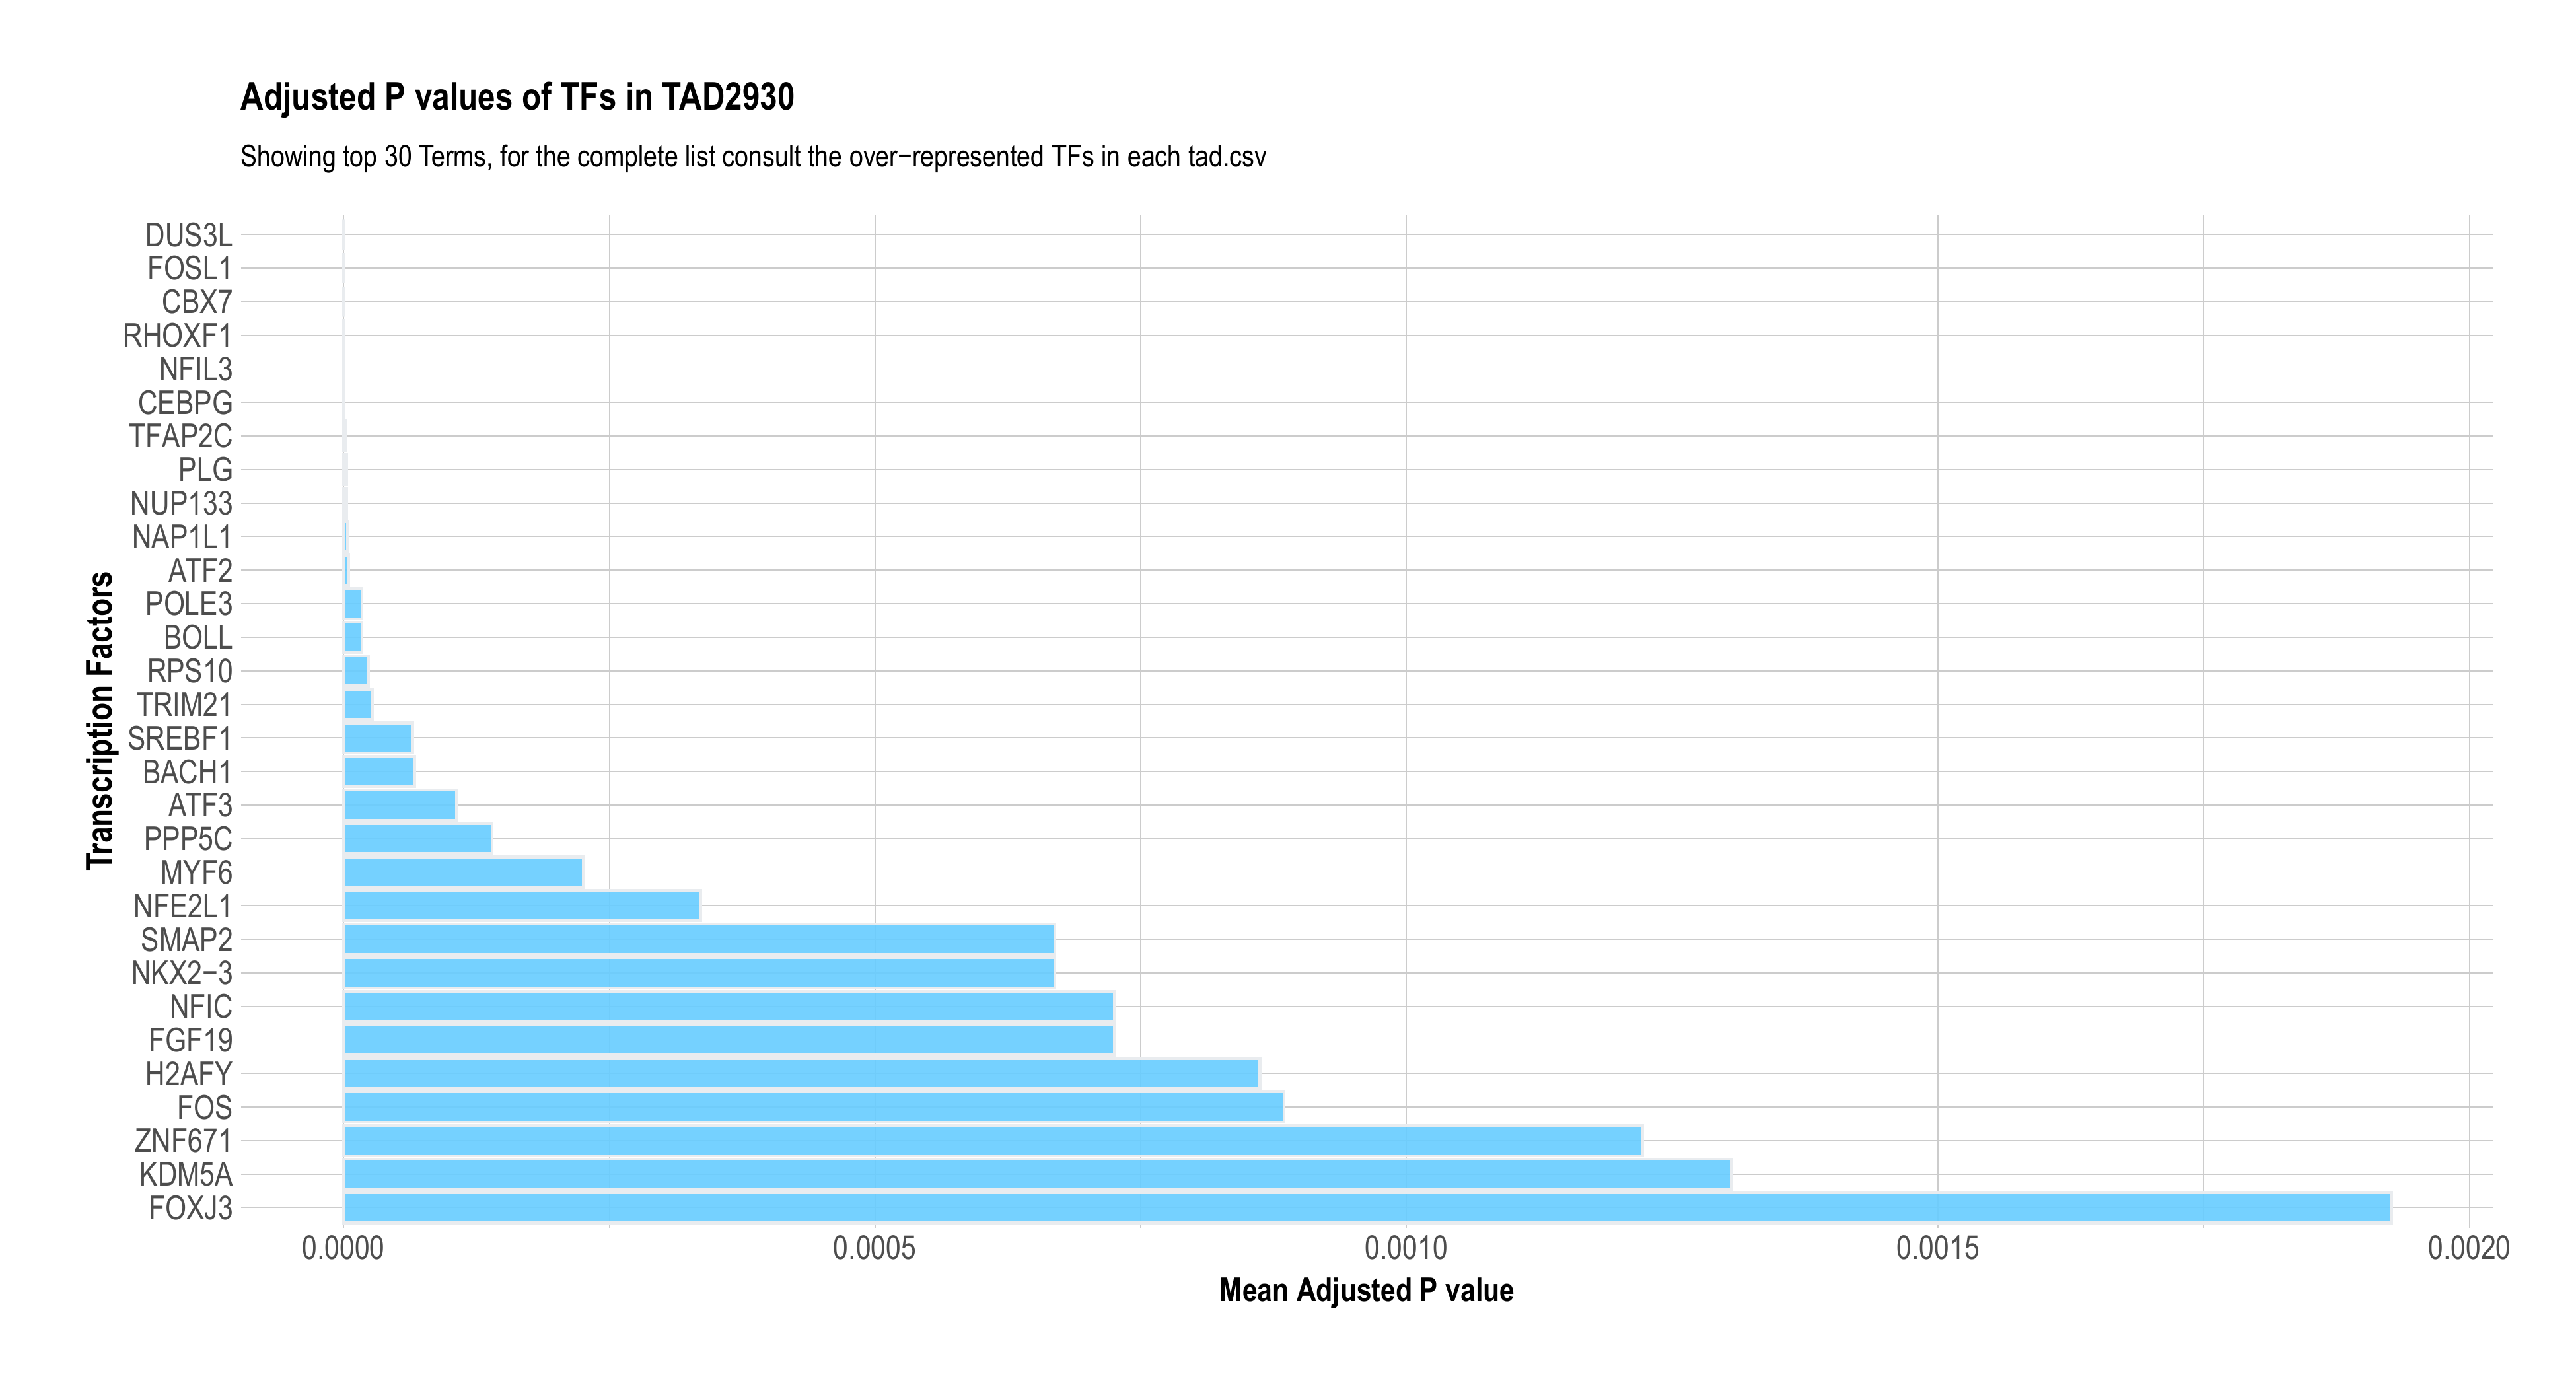 Adjusted P values of TFs in TAD2930
Showing top 30 Terms, for the complete list consult the over−represented TFs in each tad.csv
Transcription Factors
DUS3L
FOSL1
CBX7
RHOXF1
NFIL3
CEBPG
TFAP2C
PLG
NUP133
NAP1L1
ATF2
POLE3
BOLL
RPS10
TRIM21
SREBF1
BACH1
ATF3
PPP5C
MYF6
NFE2L1
SMAP2
NKX2−3
NFIC
FGF19
H2AFY
FOS
ZNF671
KDM5A
FOXJ3
0.0000 0.0005 0.0010 0.0015 0.0020
Mean Adjusted P value